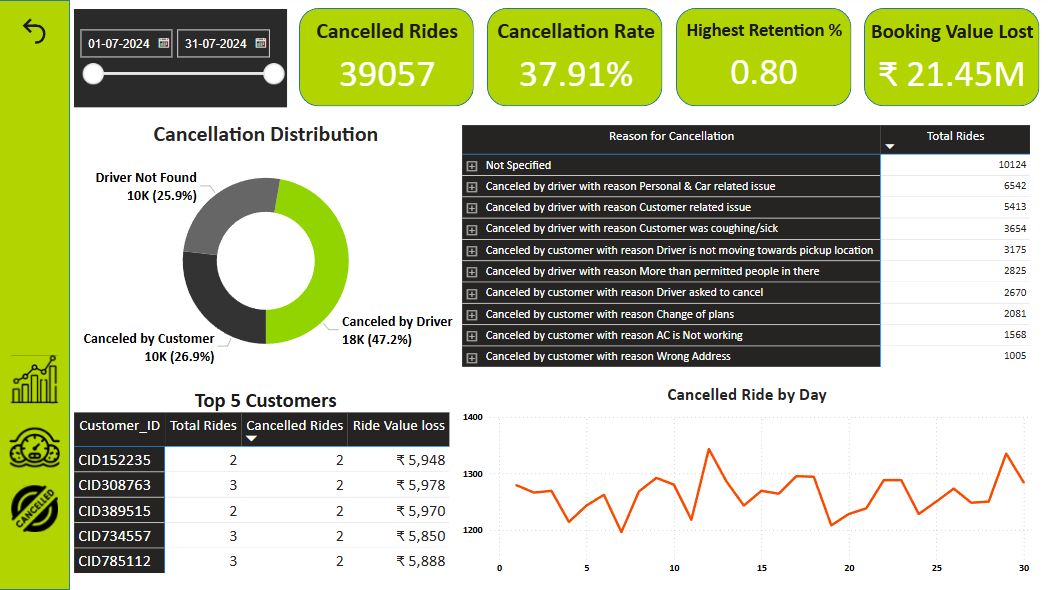 01-07-2024
31-07-2024
Cancelled Rides
39057
Cancellation Rate
37.91%
Highest Retention %
0.80
Booking Value Lost
₹ 21.45M
Cancellation Distribution
Driver Not Found
10K (25.9%)
Canceled by Driver
18K (47.2%)
Canceled by Customer
10K (26.9%)
Reason for Cancellation Total Rides
Not Specified 10124
Canceled by driver with reason Personal & Car related issue 6542
Canceled by driver with reason Customer related issue 5413
Canceled by driver with reason Customer was coughing/sick 3654
Canceled by customer with reason Driver is not moving towards pickup location 3175
Canceled by driver with reason More than permitted people in there 2825
Canceled by customer with reason Driver asked to cancel 2670
Canceled by customer with reason Change of plans 2081
Canceled by customer with reason AC is Not working 1568
Canceled by customer with reason Wrong Address 1005
CANCELLED
Top 5 Customers
Customer_ID Total Rides Cancelled Rides Ride Value loss
CID152235 2 2 ₹ 5,948
CID308763 3 2 ₹ 5,978
CID389515 2 2 ₹ 5,970
CID734557 3 2 ₹ 5,850
CID785112 3 2 ₹ 5,888
Cancelled Ride by Day
1400
1300
1200
0 5 10 15 20 25 30